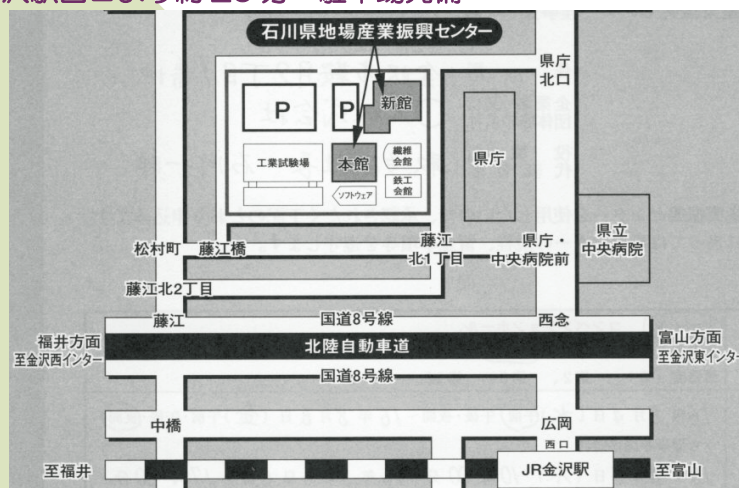 石川県地場産業振興センター
県庁
北口
P
P
新館
工業試験場
本館
繊維
会館
県庁
ソフトウェア
鉄工
会館
県立
中央病院
松村町
藤江橋
藤江
北1丁目
県庁・
中央病院前
藤江北2丁目
藤江
国道8号線
西念
福井方面
至金沢西インター
北陸自動車道
富山方面
至金沢東インター
国道8号線
中橋
広岡
西口
至福井
JR金沢駅
至富山